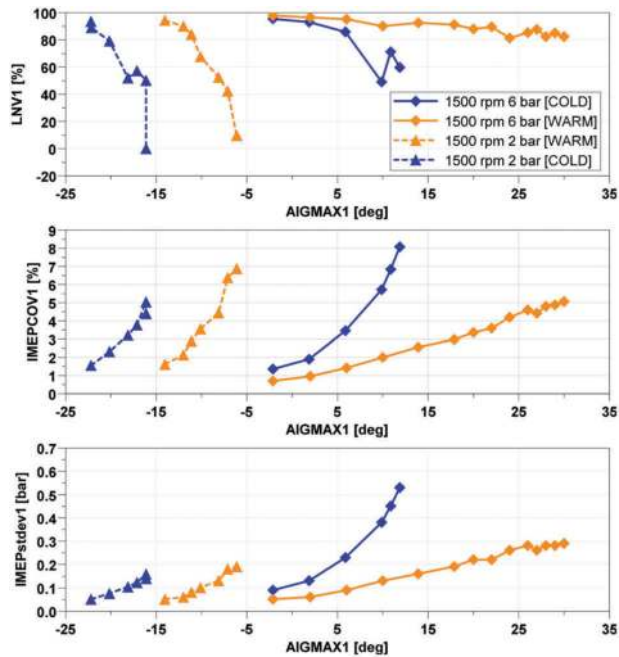 LNV1 [%]
100
80
60
40
20
0
-20
1500 rpm 6 bar [COLD]
1500 rpm 6 bar [WARM]
1500 rpm 2 bar [WARM]
1500 rpm 2 bar [COLD]
-25 -15 -5 5 15 25 35
AIGMAX1 [deg]
IMEPCOV1 [%]
9
8
7
6
5
4
3
2
1
0
-25 -15 -5 5 15 25 35
AIGMAX1 [deg]
IMEPstdev1 [bar]
0.7
0.6
0.5
0.4
0.3
0.2
0.1
0.0
-25 -15 -5 5 15 25 35
AIGMAX1 [deg]